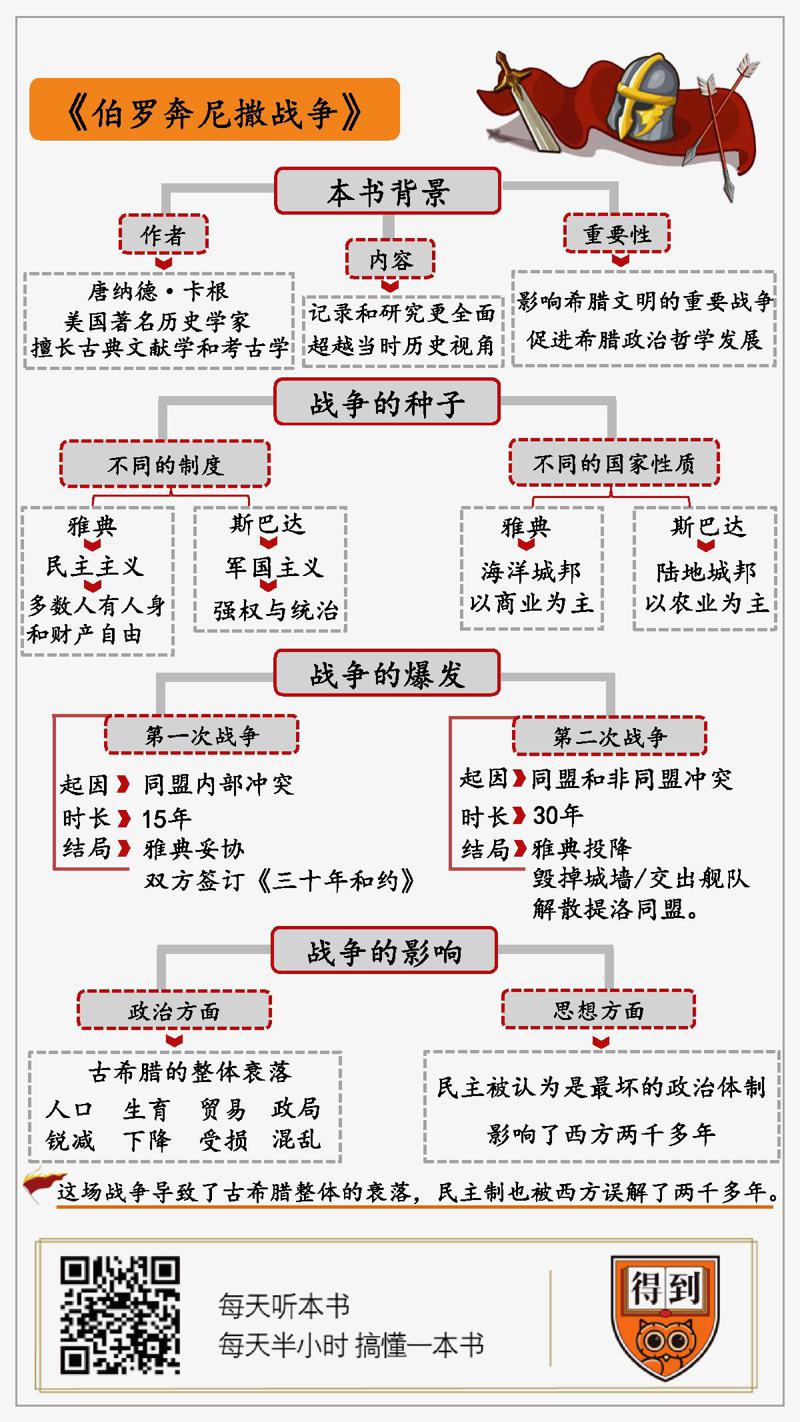 《伯罗奔尼撒战争》
本书背景
作者
唐纳德·卡根
美国著名历史学家
擅长古典文献学和考古学
内容
记录和研究更全面
超越当时历史视角
重要性
影响希腊文明的重要战争
促进希腊政治哲学发展
战争的种子
不同的制度
雅典
民主主义
多数人有人身
和财产自由
斯巴达
军国主义
强权与统治
不同的国家性质
雅典
海洋城邦
以商业为主
斯巴达
陆地城邦
以农业为主
战争的爆发
第一次战争
起因 同盟内部冲突
时长 15年
结局 雅典妥协
双方签订《三十年和约》
第二次战争
起因 同盟和非同盟冲突
时长 30年
结局 雅典投降
毁掉城墙/交出舰队
解散提洛同盟。
战争的影响
政治方面
古希腊的整体衰落
人口 生育 贸易 政局
锐减 下降 受损 混乱
思想方面
民主被认为是最坏的政治体制
影响了西方两千多年
这场战争导致了古希腊整体的衰落，民主制也被西方误解了两千多年。
每天听本书
每天半小时 搞懂一本书
得到